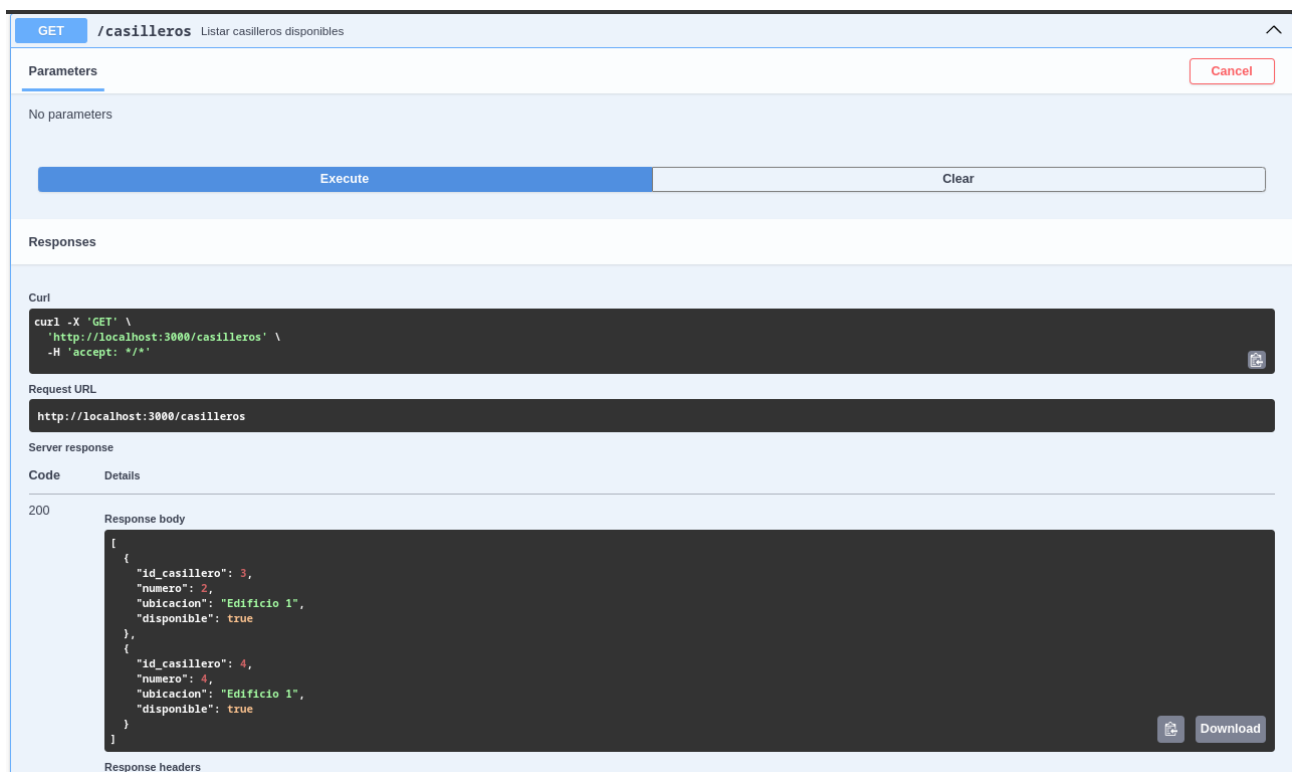 GET /casilleros Listar casilleros disponibles
Parameters
Cancel
No parameters
Execute
Clear
Responses
Curl
curl -X 'GET' \
  'http://localhost:3000/casilleros' \
  -H 'accept: */*'
Request URL
http://localhost:3000/casilleros
Server response
Code Details
200
Response body
[
  {
    "id_casillero": 3,
    "numero": 2,
    "ubicacion": "Edificio 1",
    "disponible": true
  },
  {
    "id_casillero": 4,
    "numero": 4,
    "ubicacion": "Edificio 1",
    "disponible": true
  }
]
Download
Response headers